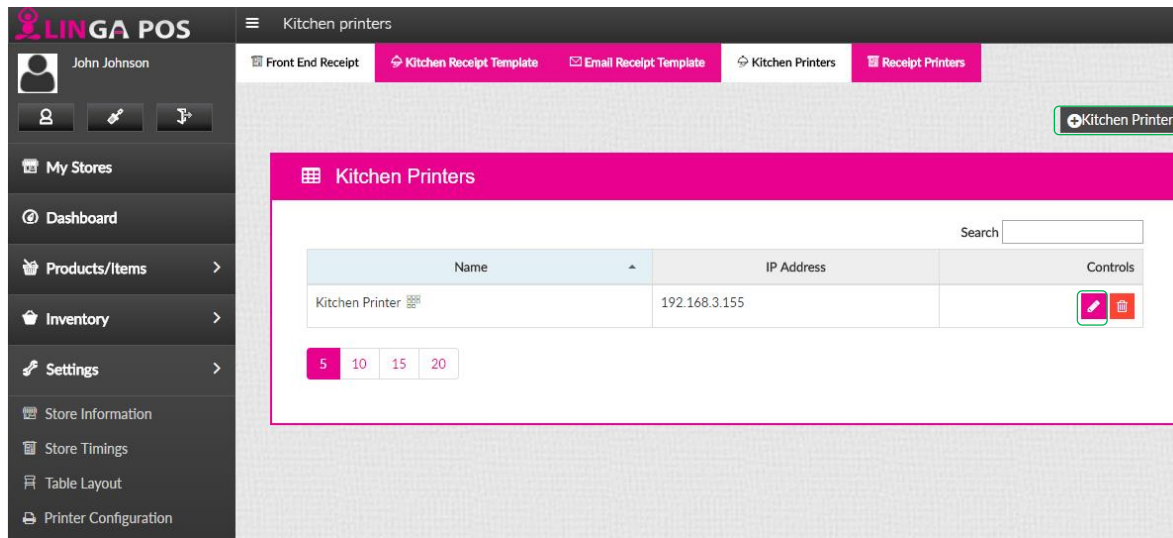 LINGA POS
Kitchen printers
John Johnson
Front End Receipt
Kitchen Receipt Template
Email Receipt Template
Kitchen Printers
Receipt Printers
Kitchen Printer
My Stores
Dashboard
Products/Items
Inventory
Settings
Store Information
Store Timings
Table Layout
Printer Configuration
Kitchen Printers
Search
Name
IP Address
Controls
Kitchen Printer
192.168.3.155
5
10
15
20